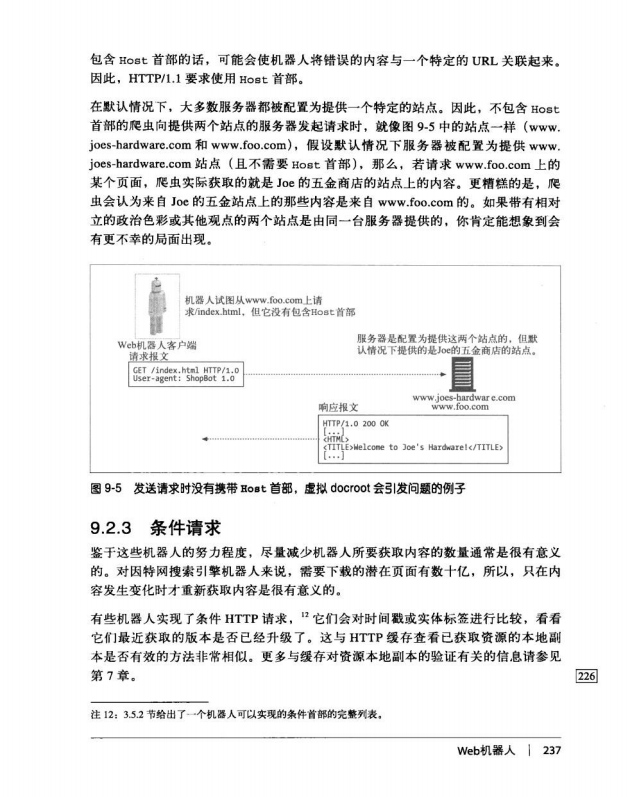 包含 Host 首部的话，可能会使机器人将错误的内容与一个特定的 URL 关联起来。
因此，HTTP/1.1 要求使用 Host 首部。
在默认情况下，大多数服务器都被配置为提供一个特定的站点。因此，不包含 Host
首部的爬虫向提供两个站点的服务器发起请求时，就像图 9-5 中的站点一样（www.
joes-hardware.com 和 www.foo.com），假设默认情况下服务器被配置为提供 www.
joes-hardware.com 站点（且不需要 Host 首部），那么，若请求 www.foo.com 上的
某个页面，爬虫实际获取的就是 Joe 的五金商店的站点上的内容。更糟糕的是，爬
虫会认为来自 Joe 的五金站点上的那些内容是来自 www.foo.com 的。如果带有相对
立的政治色彩或其他观点的两个站点是由同一台服务器提供的，你肯定能想象到会
有更不幸的局面出现。
机器人试图从www.foo.com上请
求/index.html，但它没有包含Host首部
Web机器人客户端
请求报文
GET /index.html HTTP/1.0
User-agent: ShopBot 1.0
服务器是配置为提供这两个站点的，但默
认情况下提供的是Joe的五金商店的站点。
www.joes-hardwar e.com
www.foo.com
响应报文
HTTP/1.0 200 OK
[...]
<HTML>
<TITLE>Welcome to Joe's Hardware!</TITLE>
[...]
图 9-5 发送请求时没有携带 Host 首部，虚拟 docroot 会引发问题的例子
9.2.3 条件请求
鉴于这些机器人的努力程度，尽量减少机器人所要获取内容的数量通常是很有意义
的。对因特网搜索引擎机器人来说，需要下载的潜在页面有数十亿，所以，只在内
容发生变化时才重新获取内容是很有意义的。
有些机器人实现了条件 HTTP 请求，12 它们会对时间戳或实体标签进行比较，看看
它们最近获取的版本是否已经升级了。这与 HTTP 缓存查看已获取资源的本地副
本是否有效的方法非常相似。更多与缓存对资源本地副本的验证有关的信息请参见
第 7 章。
226
注 12：3.5.2 节给出了一个机器人可以实现的条件首部的完整列表。
Web机器人 | 237